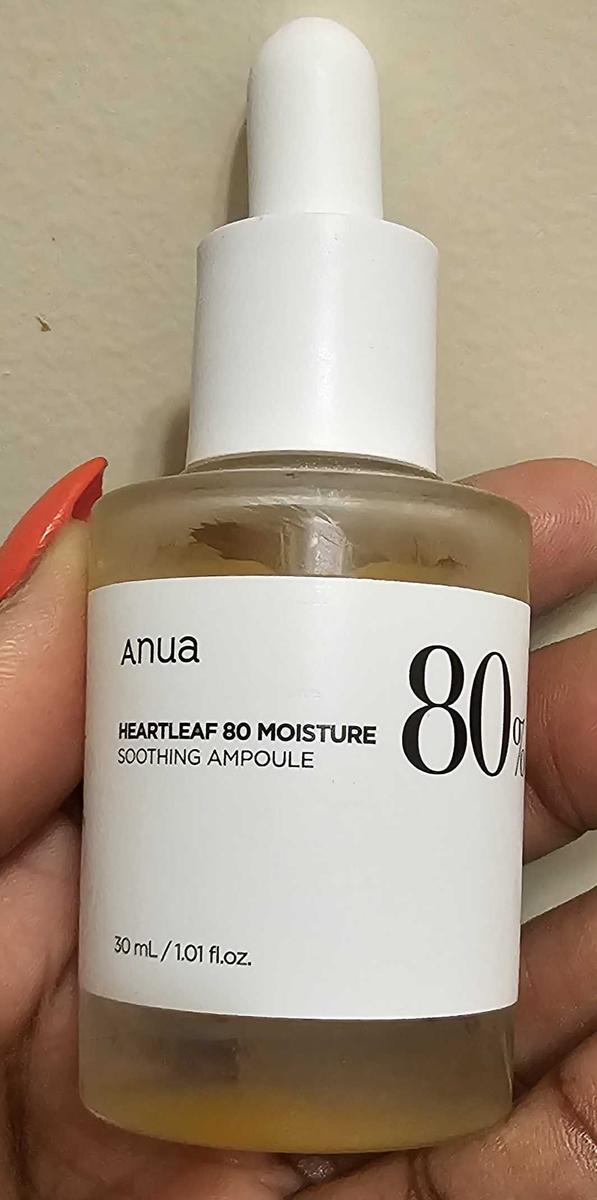 Anua
80%
HEARTLEAF 80 MOISTURE
SOOTHING AMPOULE
30 mL / 1.01 fl.oz.